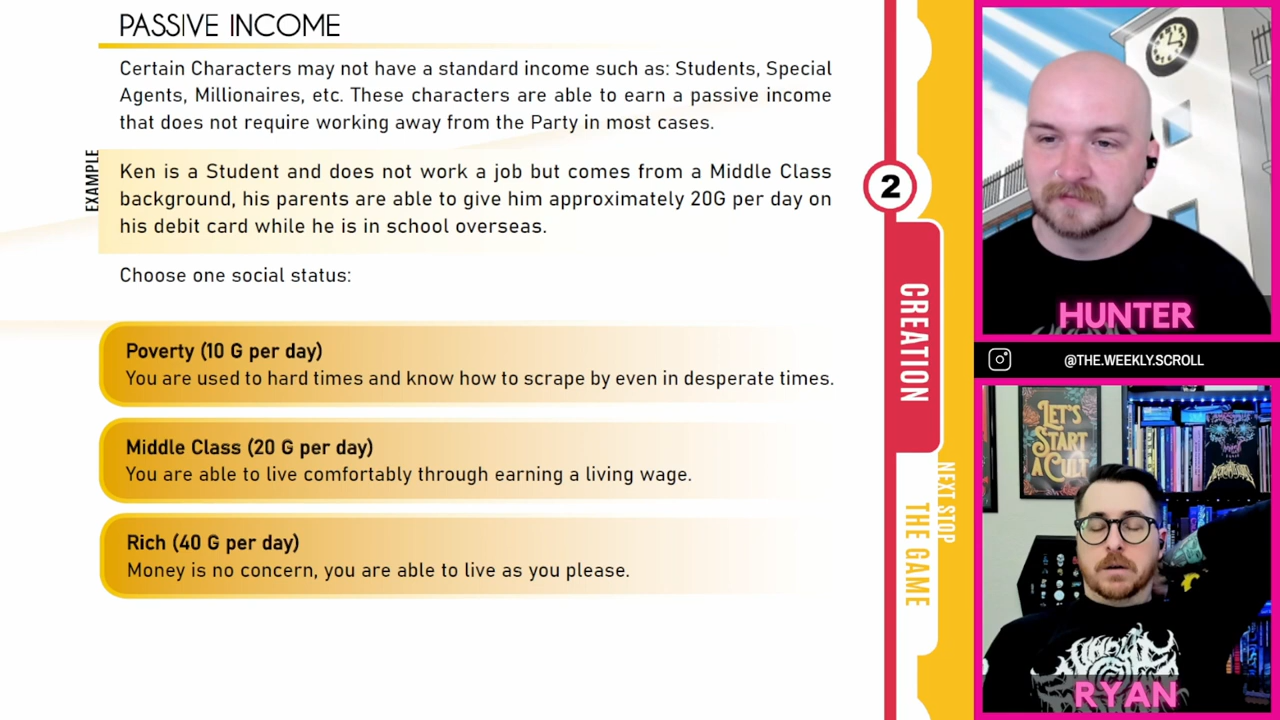 PASSIVE INCOME
Certain Characters may not have a standard income such as: Students, Special
Agents, Millionaires, etc. These characters are able to earn a passive income
that does not require working away from the Party in most cases.
EXAMPLE
Ken is a Student and does not work a job but comes from a Middle Class
background, his parents are able to give him approximately 20G per day on
his debit card while he is in school overseas.
Choose one social status:
Poverty (10 G per day)
You are used to hard times and know how to scrape by even in desperate times.
Middle Class (20 G per day)
You are able to live comfortably through earning a living wage.
Rich (40 G per day)
Money is no concern, you are able to live as you please.
2
CREATION
NEXT STOP
THE GAME
HUNTER
@THE.WEEKLY.SCROLL
LET'S
START
A CULT
RYAN